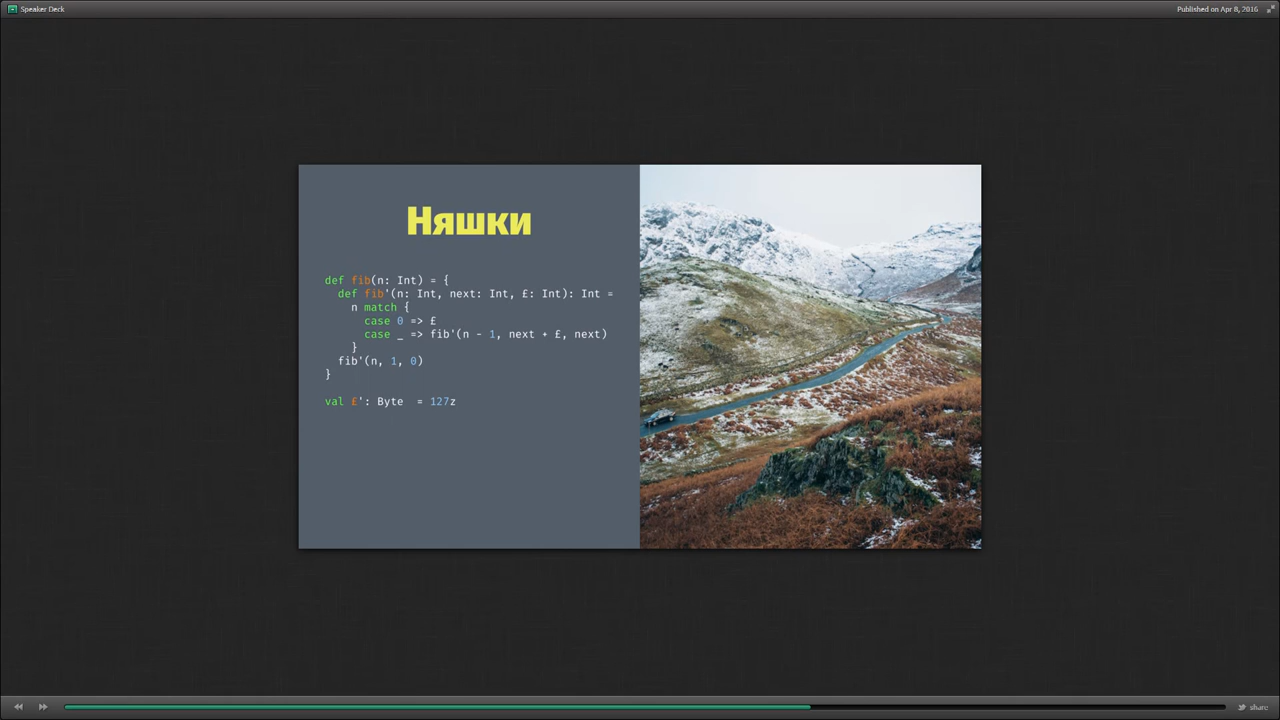 Speaker Deck
Published on Apr 8, 2016
Няшки
def fib(n: Int) = {
  def fib'(n: Int, next: Int, £: Int): Int =
    n match {
      case 0 => £
      case _ => fib'(n - 1, next + £, next)
    }
  fib'(n, 1, 0)
}
val £': Byte  = 127z
share